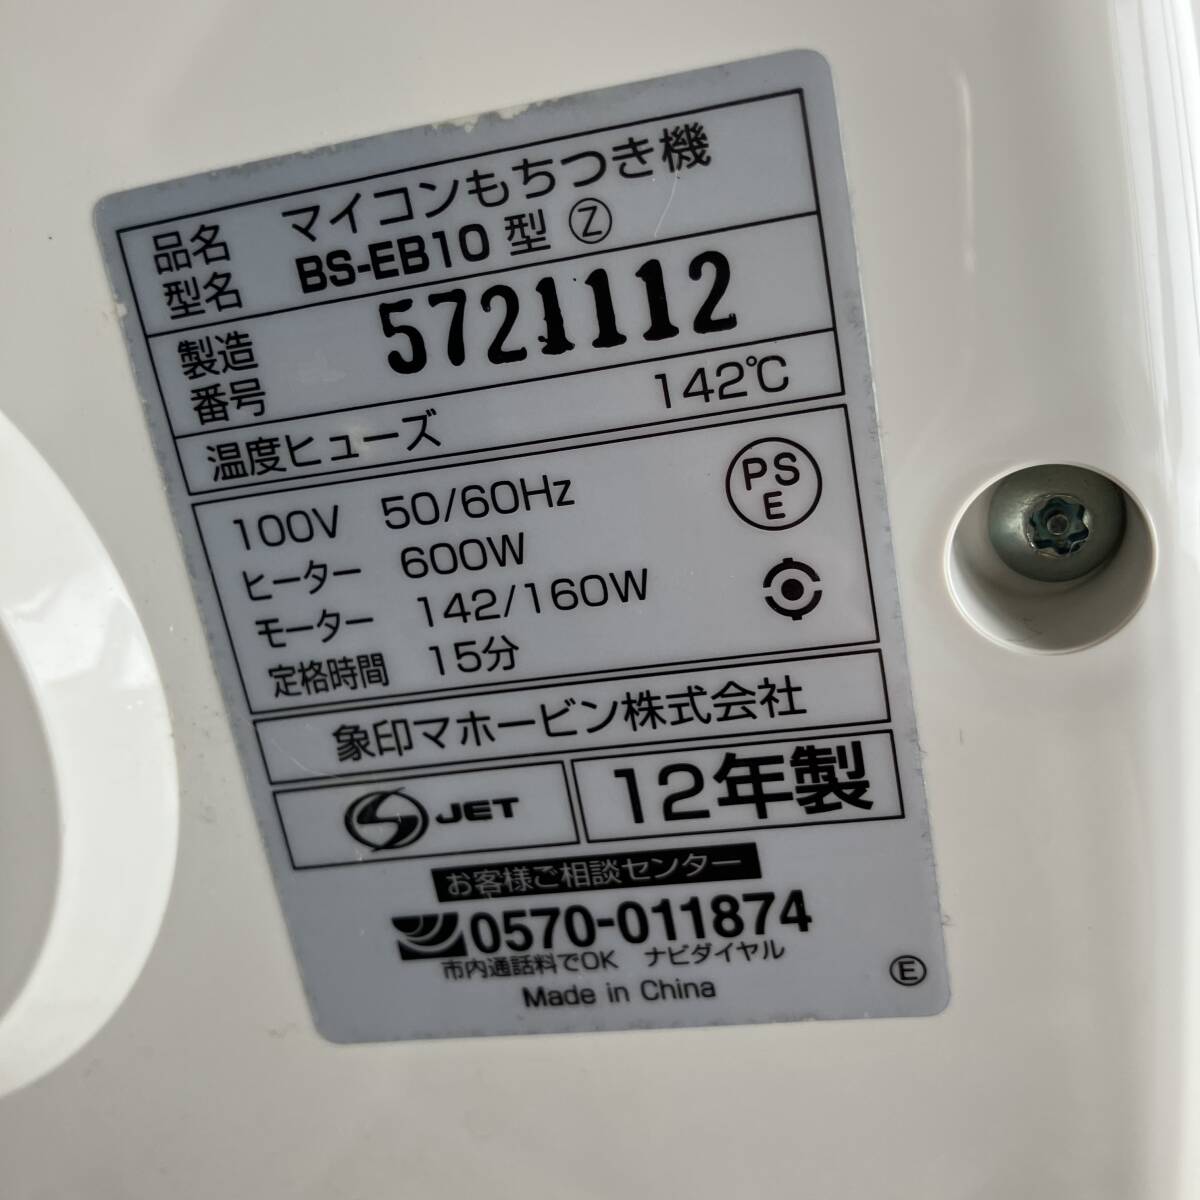 品名 マイコンもちつき機
型名 BS-EB10 型 Ⓩ
製造番号 5721112
温度ヒューズ 142℃
100V 50/60Hz
ヒーター 600W
モーター 142/160W
定格時間 15分
PS
E
象印マホービン株式会社
JET 12年製
お客様ご相談センター
0570-011874
市内通話料でOK ナビダイヤル
Made in China
Ⓔ